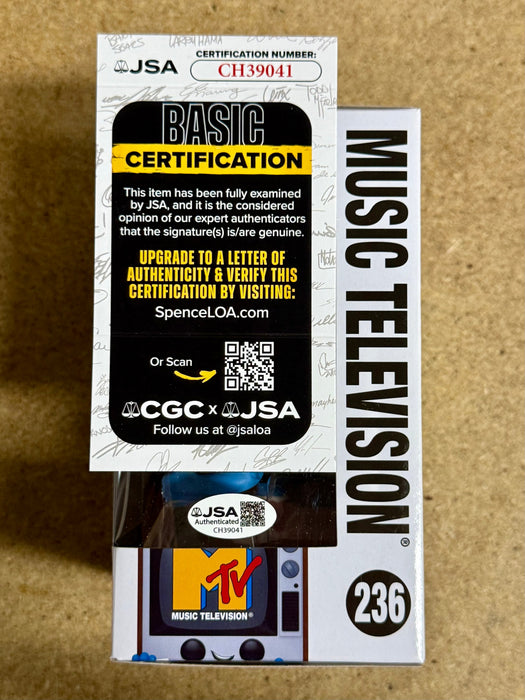 LARRY HAMA
JSA
CERTIFICATION NUMBER:
CH39041
BASIC
CERTIFICATION
This item has been fully examined
by JSA, and it is the considered
opinion of our expert authenticators
that the signature(s) is/are genuine.
UPGRADE TO A LETTER OF
AUTHENTICITY & VERIFY THIS
CERTIFICATION BY VISITING:
SpenceLOA.com
Or Scan
CGC x JSA
Follow us at @jsaloa
JSA
Authenticated
CH39041
MUSIC TELEVISION®
236
MTV
MUSIC TELEVISION®